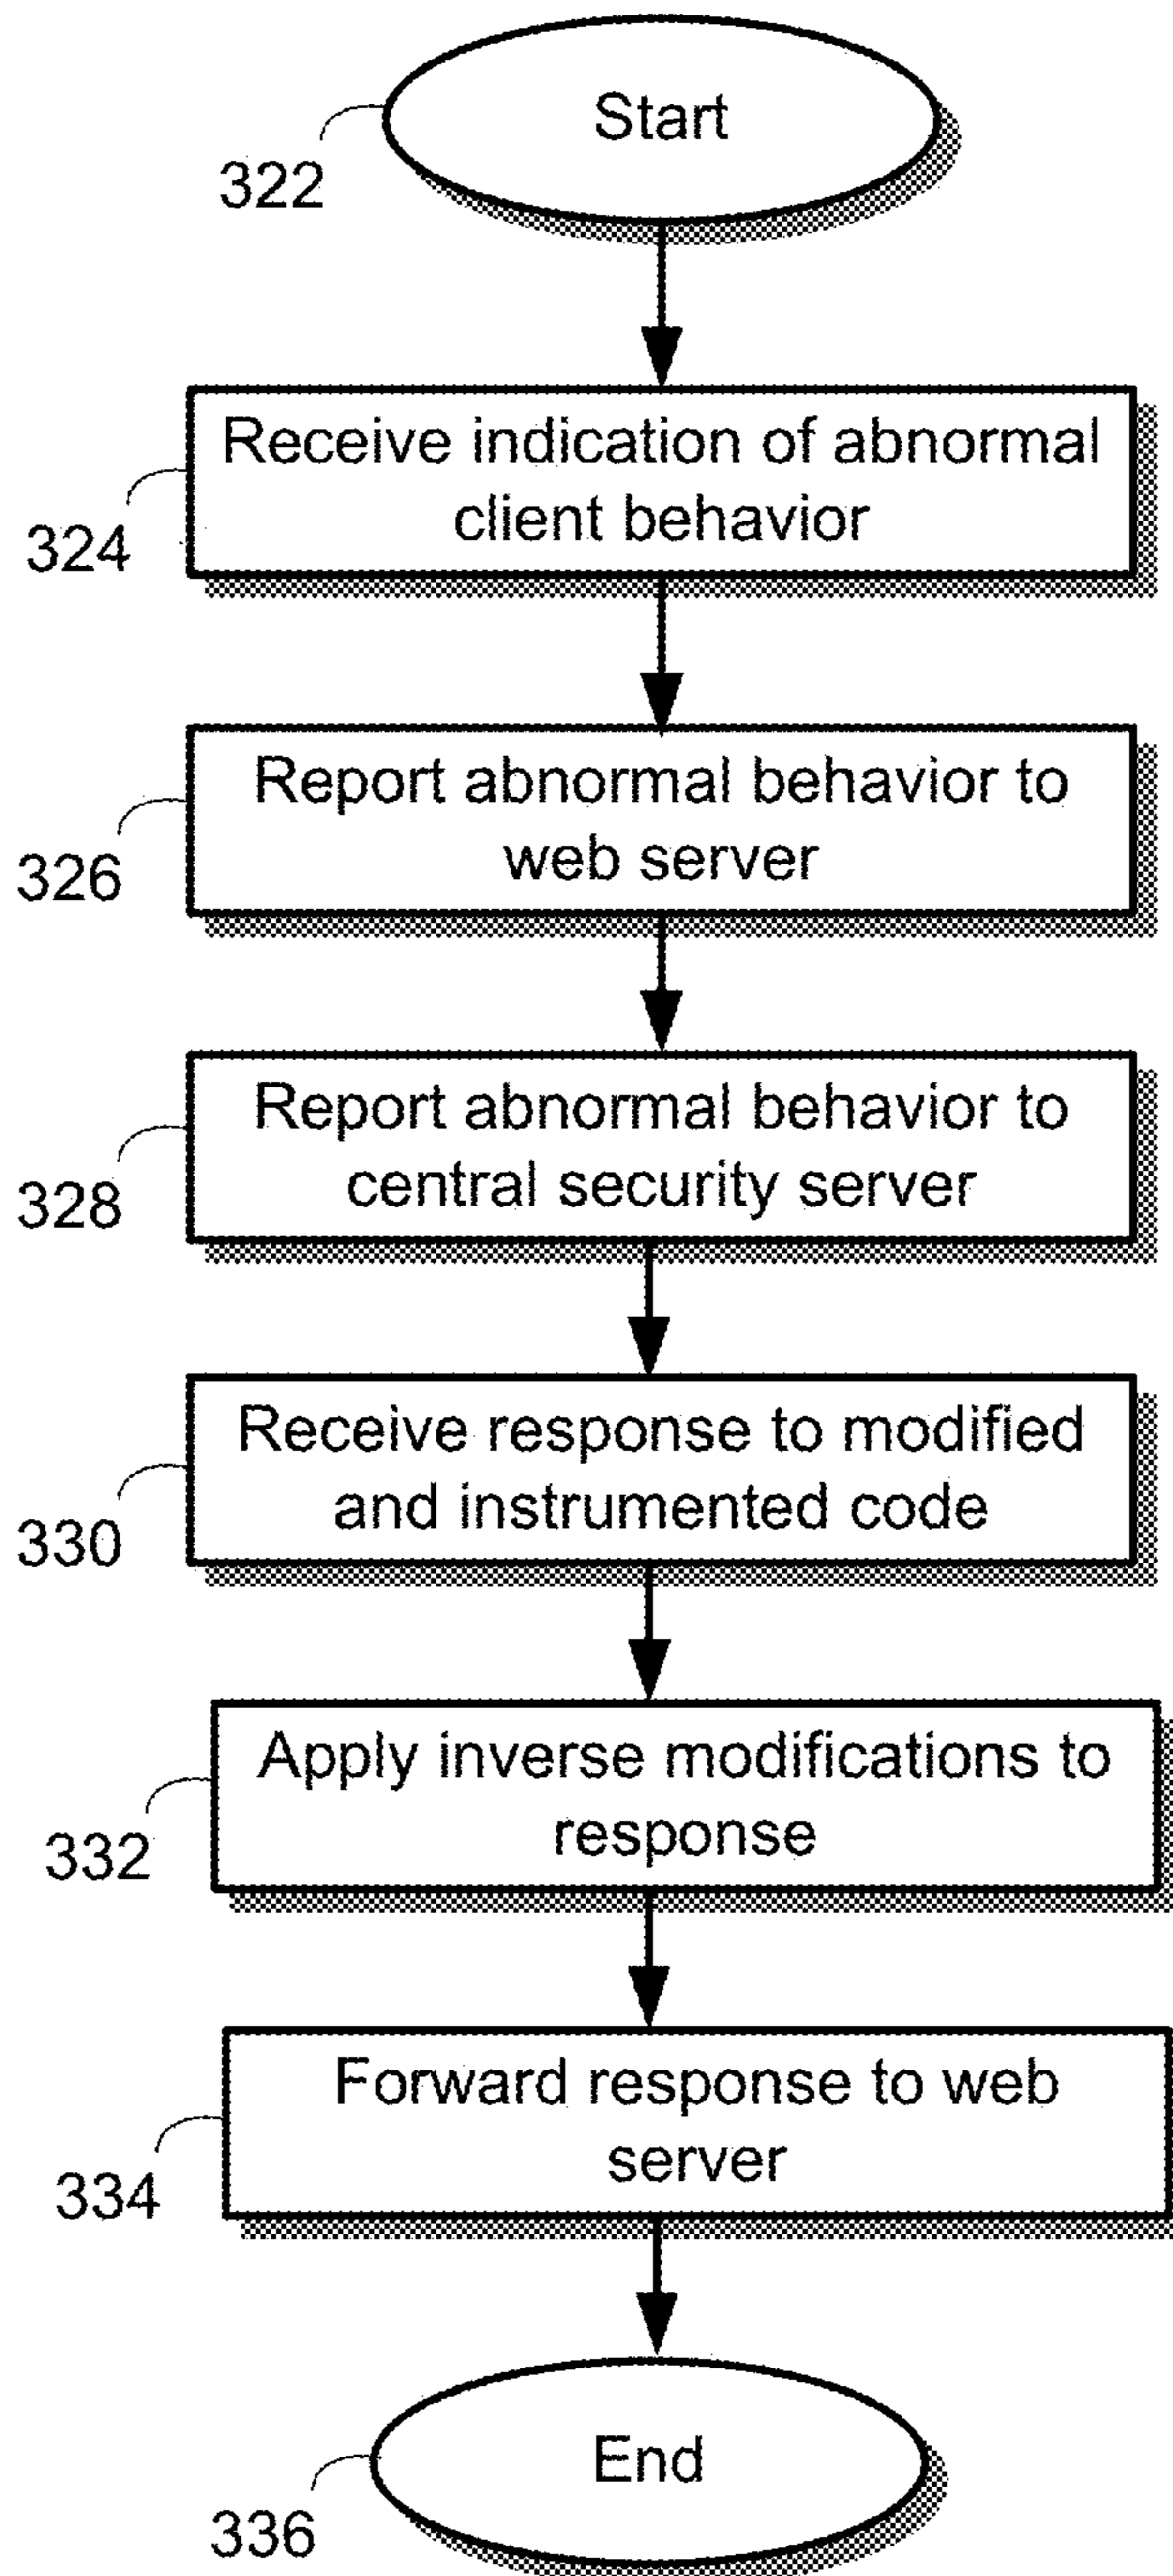 Start
322
Receive indication of abnormal
client behavior
324
Report abnormal behavior to
web server
326
Report abnormal behavior to
central security server
328
Receive response to modified
and instrumented code
330
Apply inverse modifications to
response
332
Forward response to web
server
334
End
336